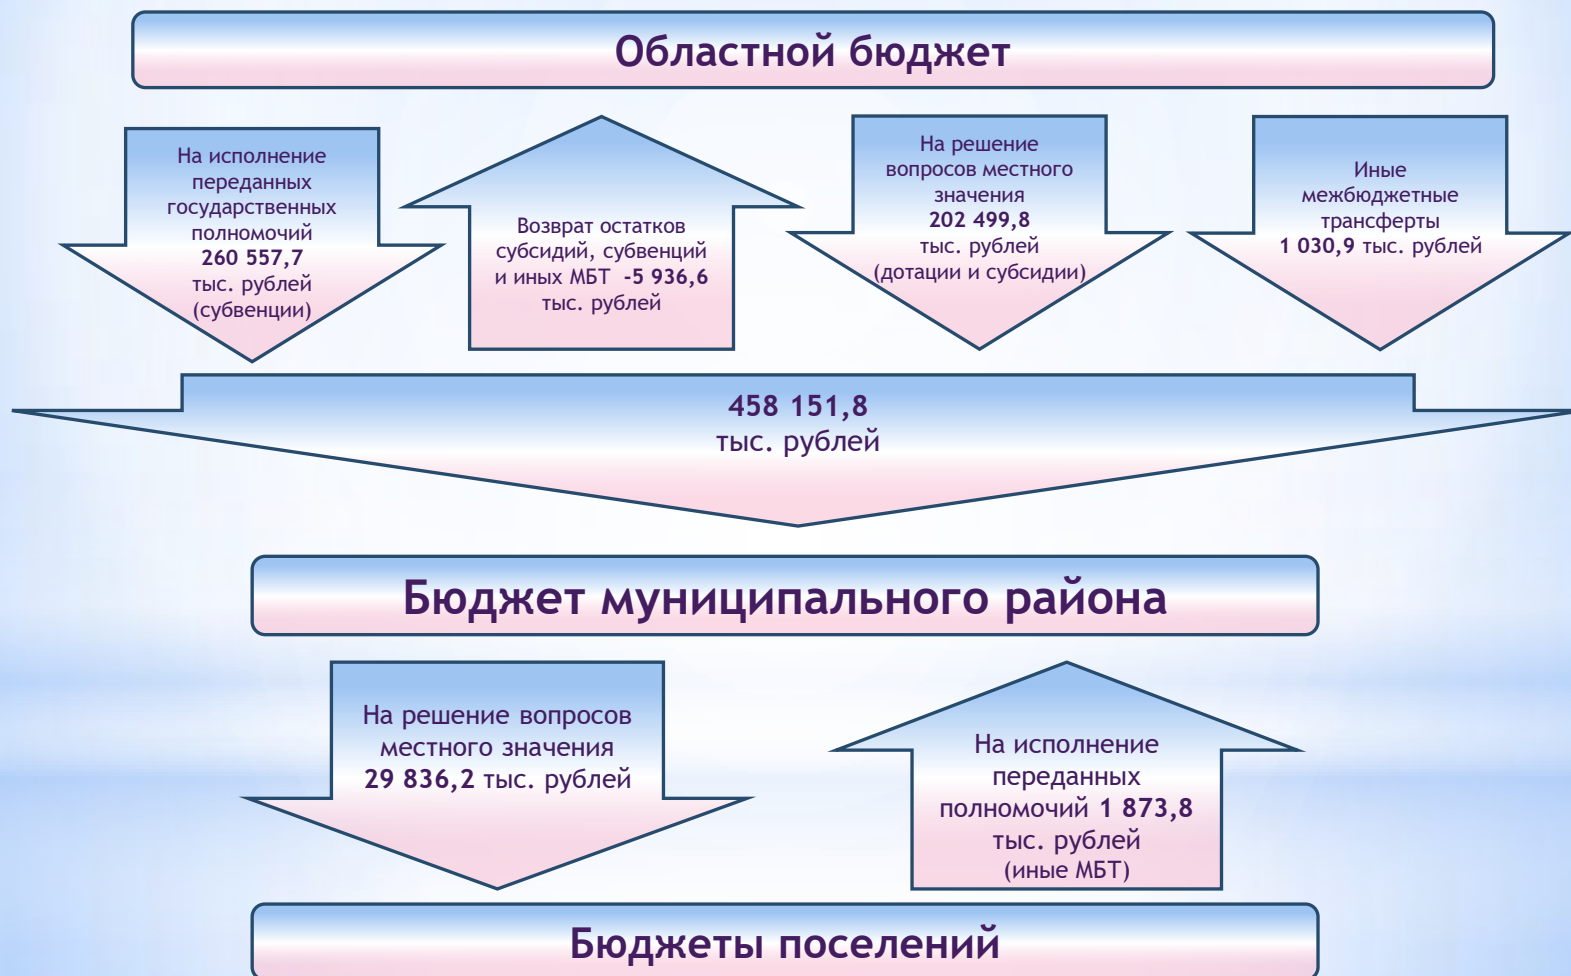 Областной бюджет
На исполнение
переданных
государственных
полномочий
260 557,7
тыс. рублей
(субвенции)
Возврат остатков
субсидий, субвенций
и иных МБТ -5 936,6
тыс. рублей
На решение
вопросов местного
значения
202 499,8
тыс. рублей
(дотации и субсидии)
Иные
межбюджетные
трансферты
1 030,9 тыс. рублей
458 151,8
тыс. рублей
Бюджет муниципального района
На решение вопросов
местного значения
29 836,2 тыс. рублей
На исполнение
переданных
полномочий 1 873,8
тыс. рублей
(иные МБТ)
Бюджеты поселений